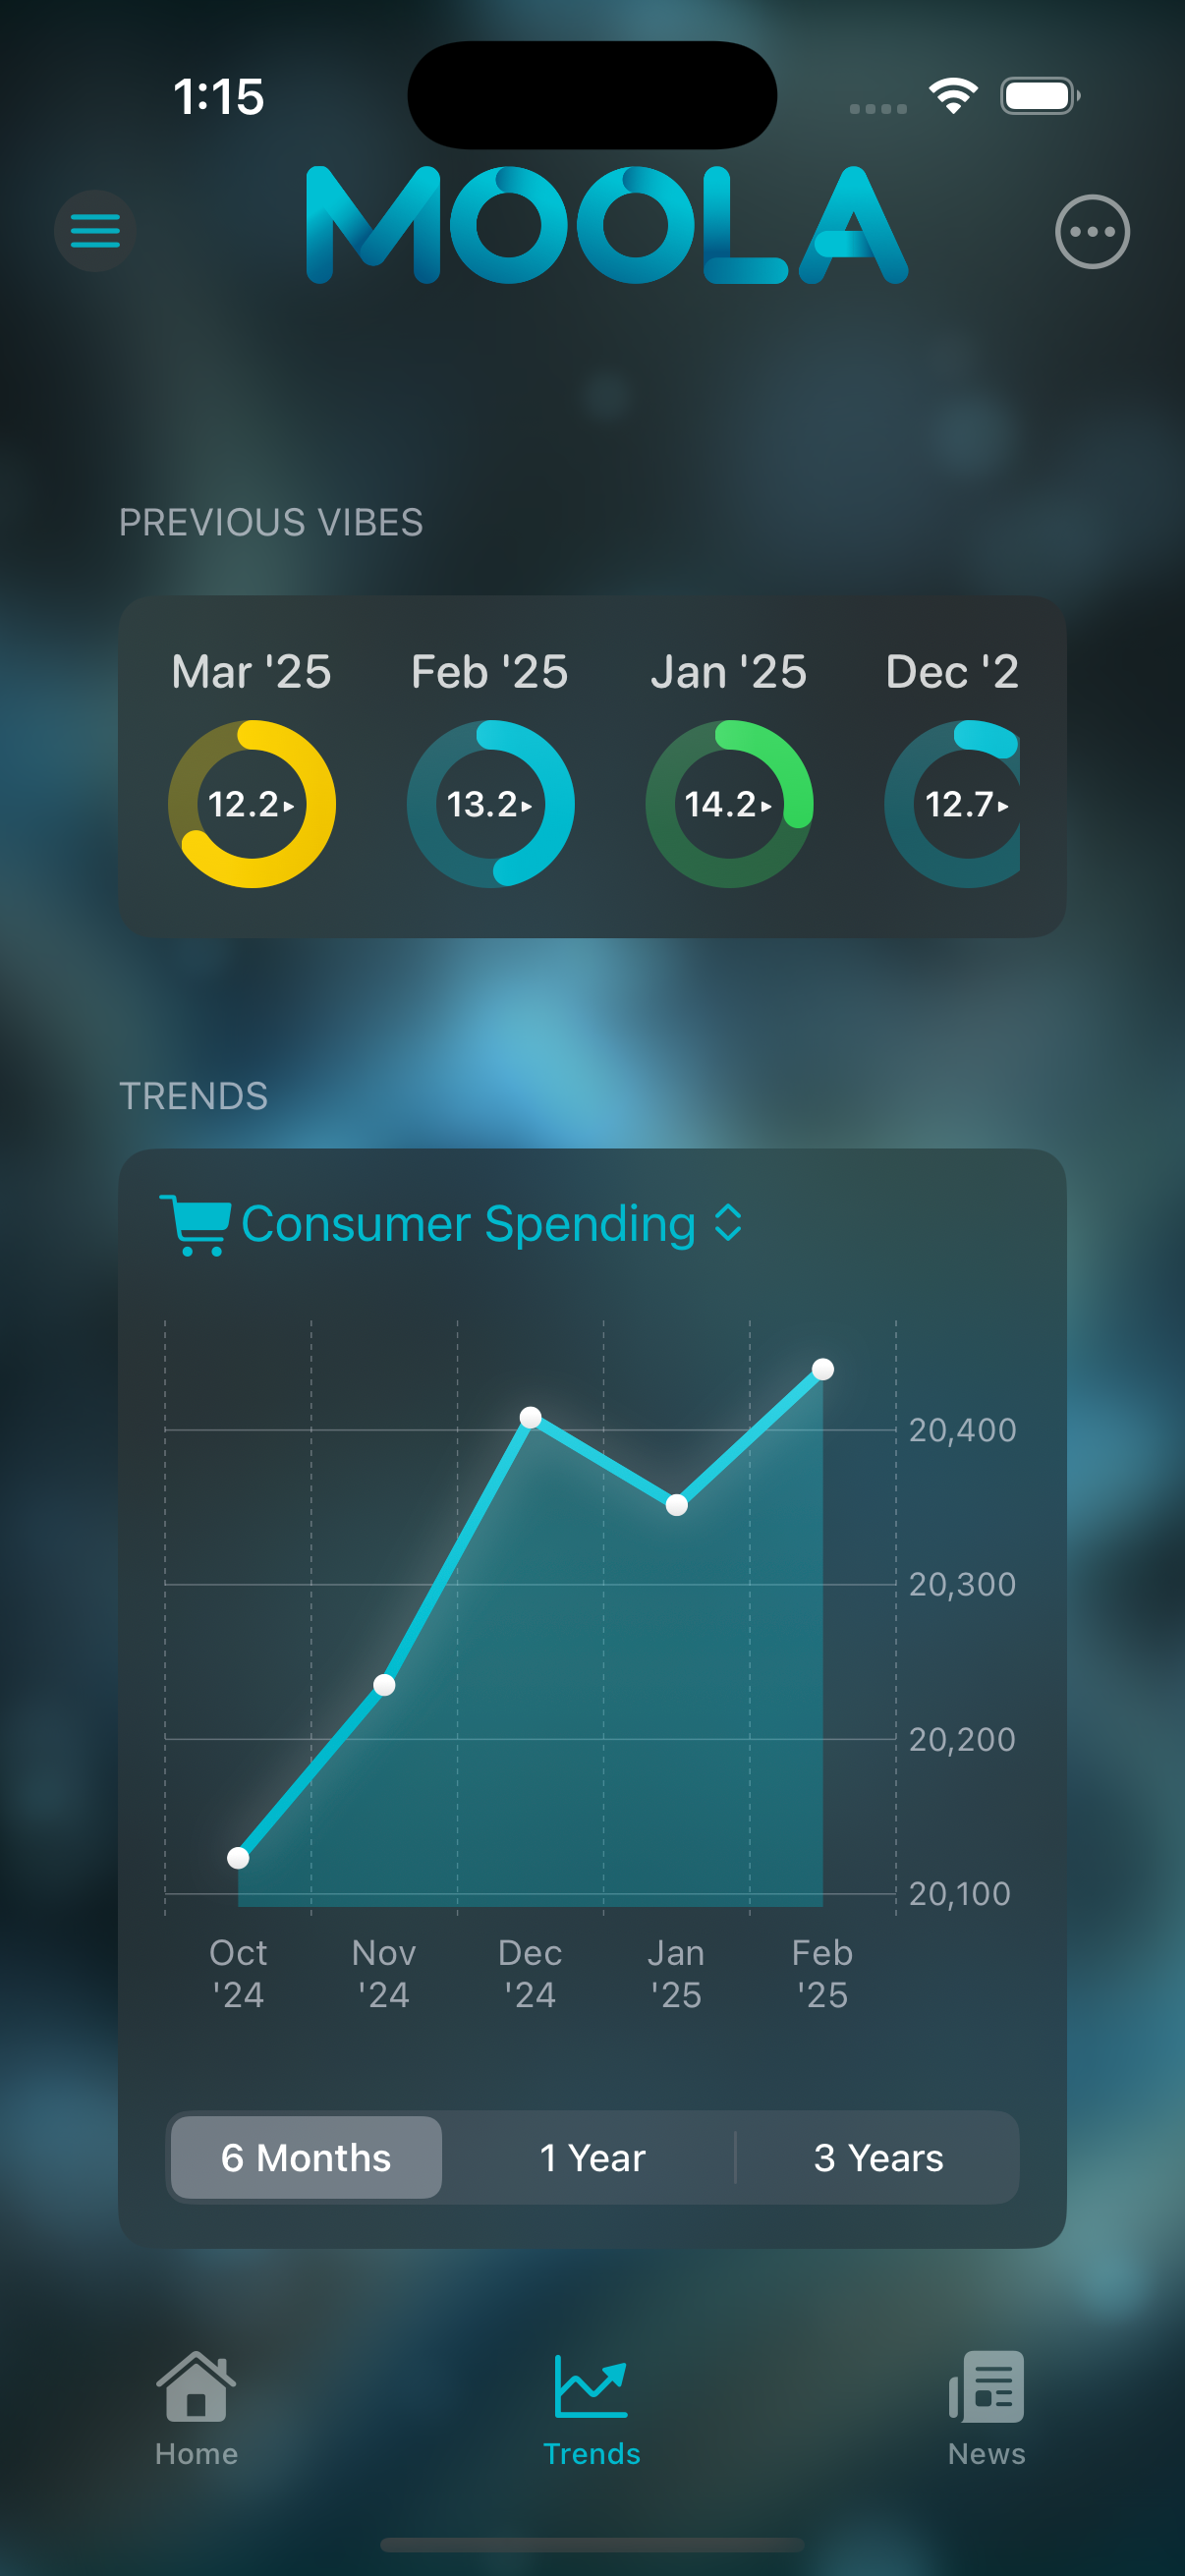 1:15
MOOLA
PREVIOUS VIBES
Mar '25 Feb '25 Jan '25 Dec '2
12.2▸ 13.2▸ 14.2▸ 12.7▸
TRENDS
Consumer Spending
20,400
20,300
20,200
20,100
Oct '24 Nov '24 Dec '24 Jan '25 Feb '25
6 Months 1 Year 3 Years
Home Trends News